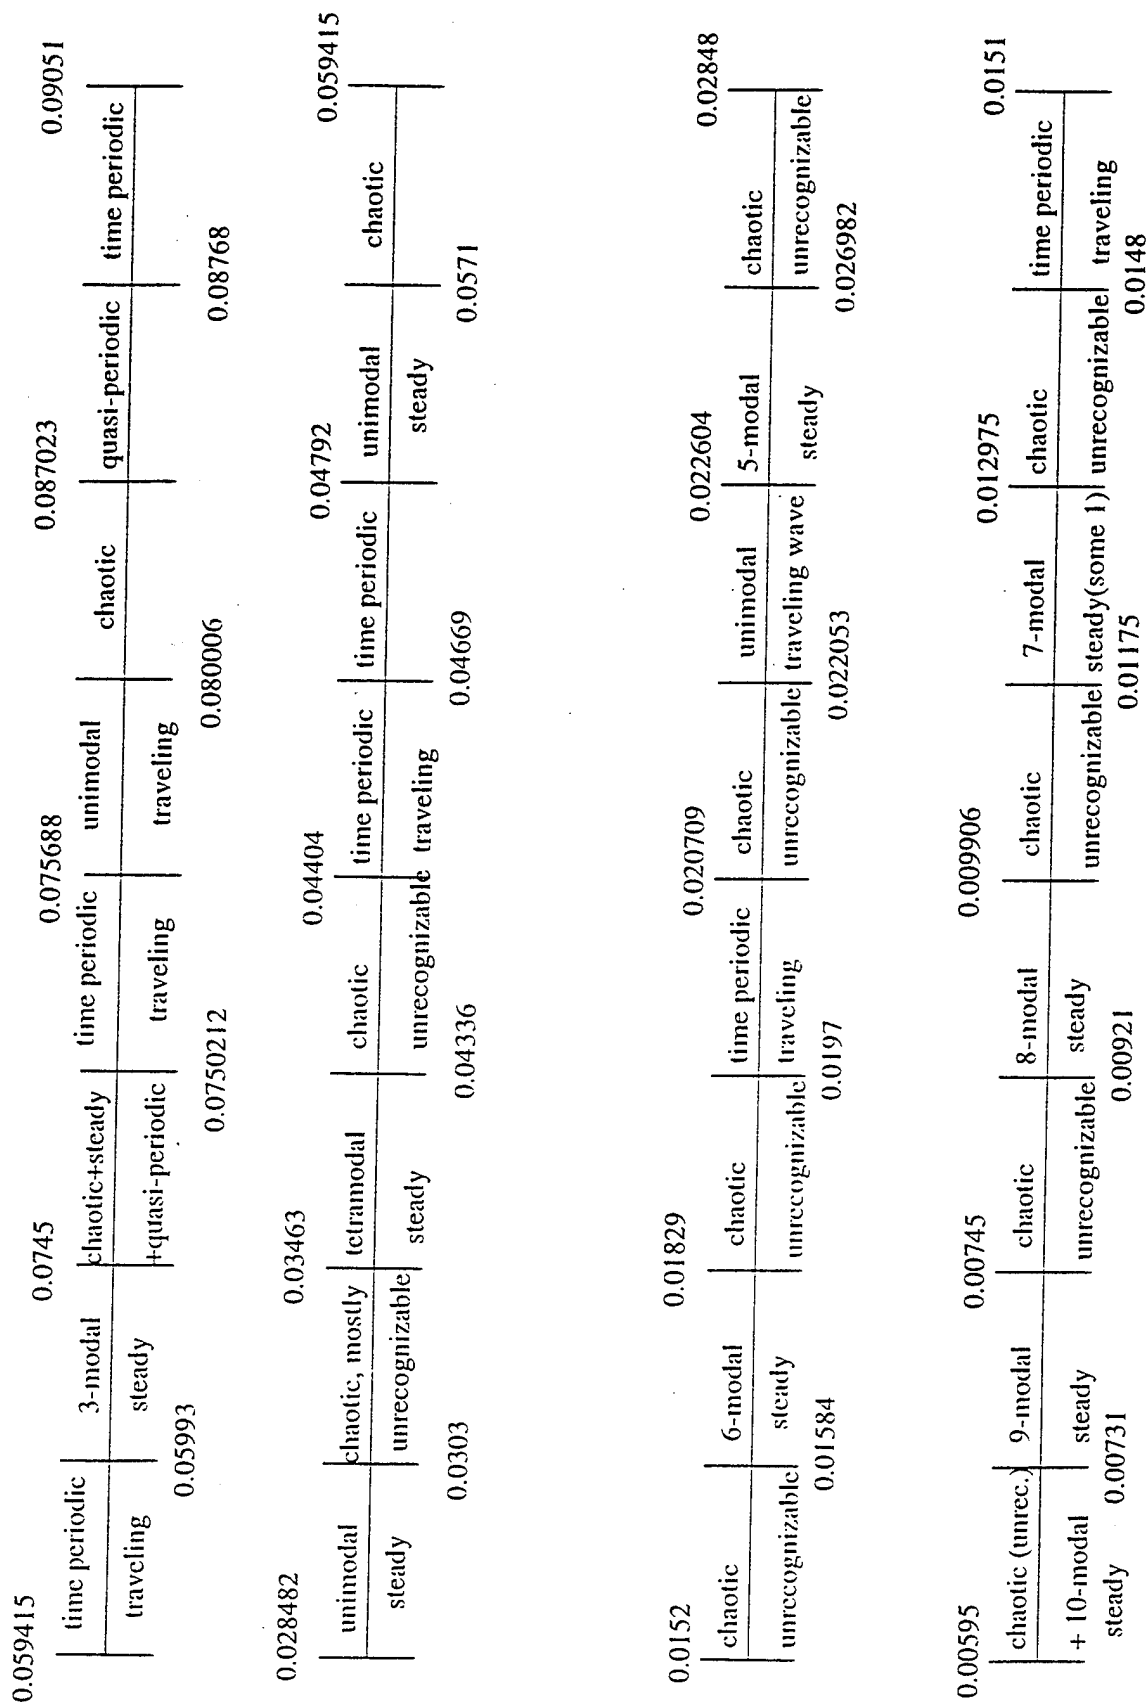 0.059415 0.0745 0.075688 0.087023 0.09051
time periodic 3-modal chaotic+steady time periodic unimodal chaotic quasi-periodic time periodic
traveling steady +quasi-periodic traveling traveling
0.05993 0.0750212 0.080006 0.08768
0.028482 0.03463 0.04404 0.04792 0.059415
unimodal chaotic, mostly tetramodal chaotic time periodic time periodic unimodal chaotic
steady unrecognizable steady unrecognizable traveling steady
0.0303 0.04336 0.04669 0.0571
0.0152 0.01829 0.020709 0.022604 0.02848
chaotic 6-modal chaotic time periodic chaotic unimodal 5-modal chaotic
unrecognizable steady unrecognizable traveling unrecognizable traveling wave steady unrecognizable
0.01584 0.0197 0.022053 0.026982
0.00595 0.00745 0.009906 0.012975 0.0151
chaotic (unrec.) 9-modal chaotic 8-modal chaotic 7-modal chaotic time periodic
+ 10-modal steady unrecognizable steady unrecognizable steady(some 1) unrecognizable traveling
steady 0.00731 0.00921 0.01175 0.0148